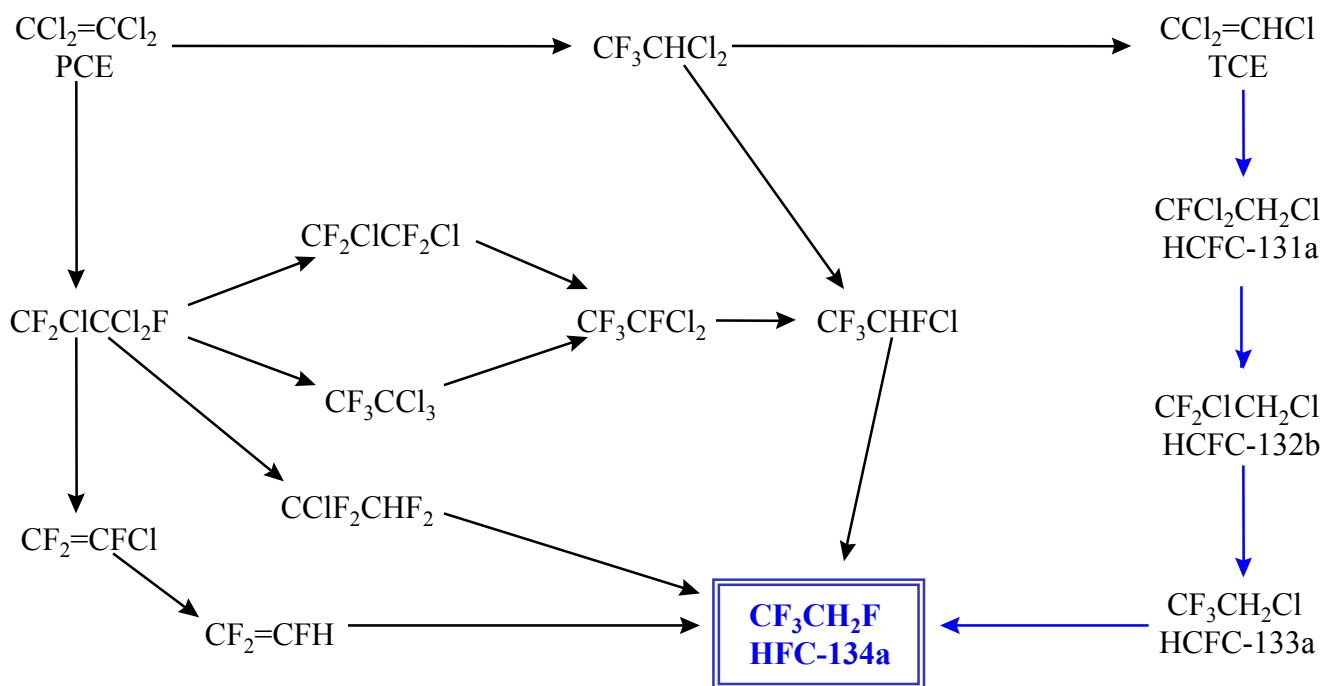 CCl₂=CCl₂
PCE
CF₃CHCl₂
CCl₂=CHCl
TCE
CFCl₂CH₂Cl
HCFC-131a
CF₂ClCF₂Cl
CF₂ClCCl₂F
CF₃CFCl₂
CF₃CHFCl
CF₃CCl₃
CF₂ClCH₂Cl
HCFC-132b
CClF₂CHF₂
CF₂=CFCl
CF₂=CFH
CF₃CH₂F
HFC-134a
CF₃CH₂Cl
HCFC-133a